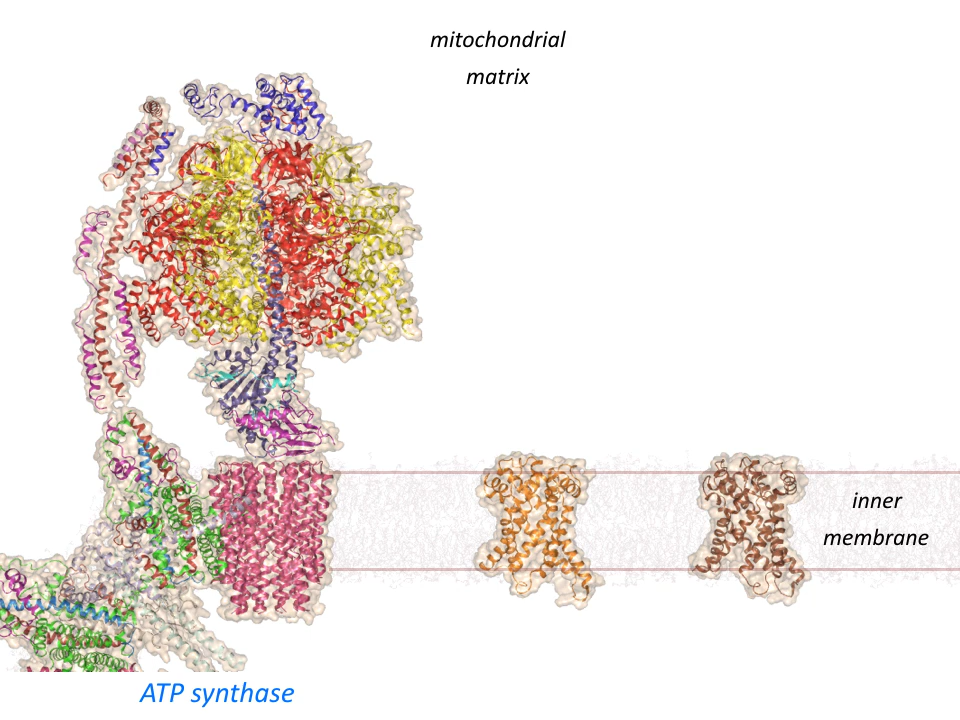 mitochondrial
matrix
inner
membrane
ATP synthase